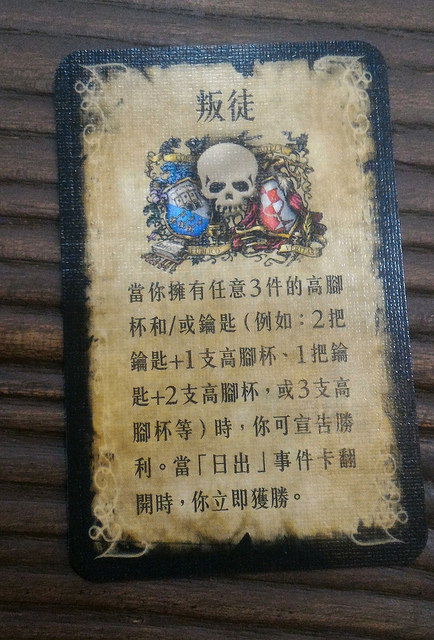 叛徒
當你擁有任意3件的高腳
杯和/或鑰匙（例如：2把
鑰匙+1支高腳杯、1把鑰
匙+2支高腳杯，或3支高
腳杯等）時，你可宣告勝
利。當「日出」事件卡翻
開時，你立即獲勝。